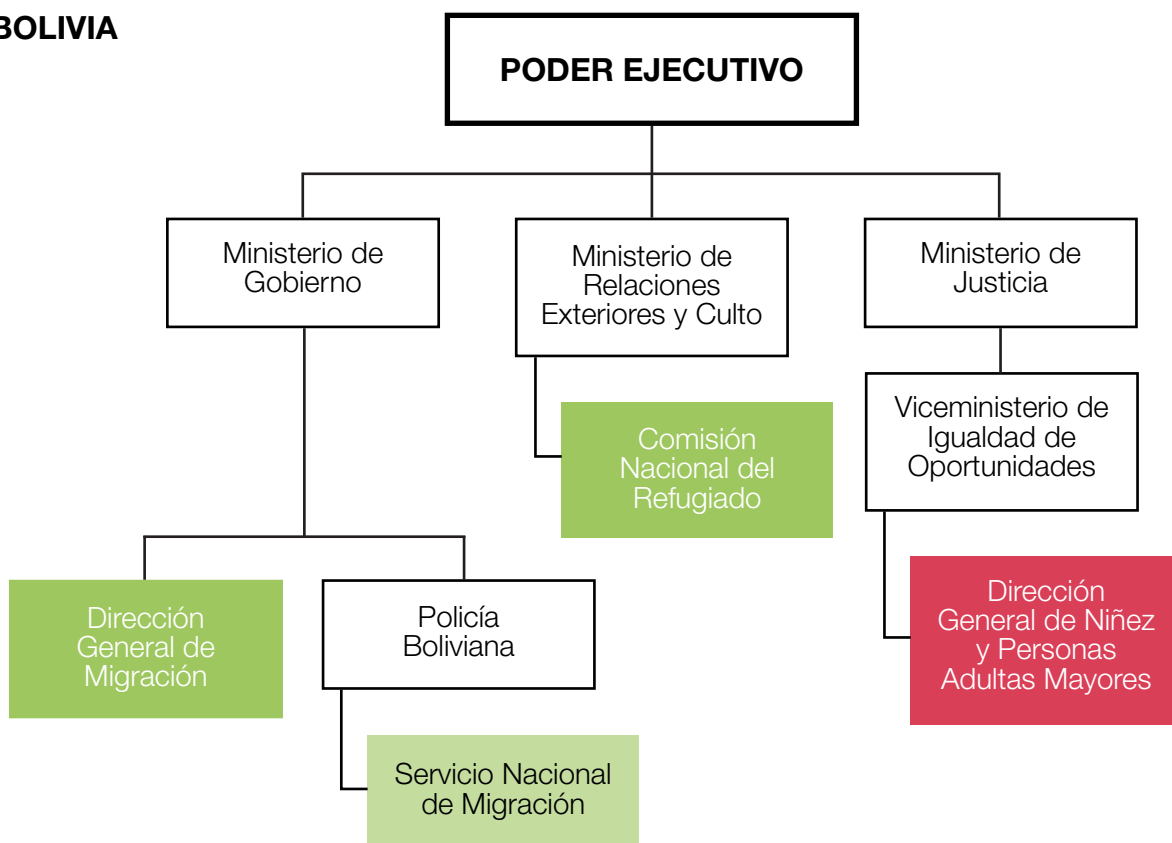 BOLIVIA
PODER EJECUTIVO
Ministerio de
Gobierno
Ministerio de
Relaciones
Exteriores y Culto
Ministerio de
Justicia
Comisión
Nacional del
Refugiado
Viceministerio de
Igualdad de
Oportunidades
Dirección
General de
Migración
Policía
Boliviana
Dirección
General de Niñez
y Personas
Adultas Mayores
Servicio Nacional
de Migración